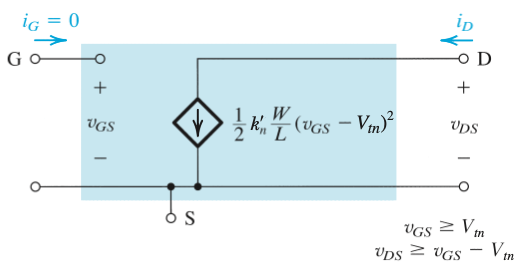 i_G = 0
i_D
G
D
+
+
v_GS
1/2 k'_n W/L (v_GS − V_tn)^2
v_DS
−
−
S
v_GS ≥ V_tn
v_DS ≥ v_GS − V_tn